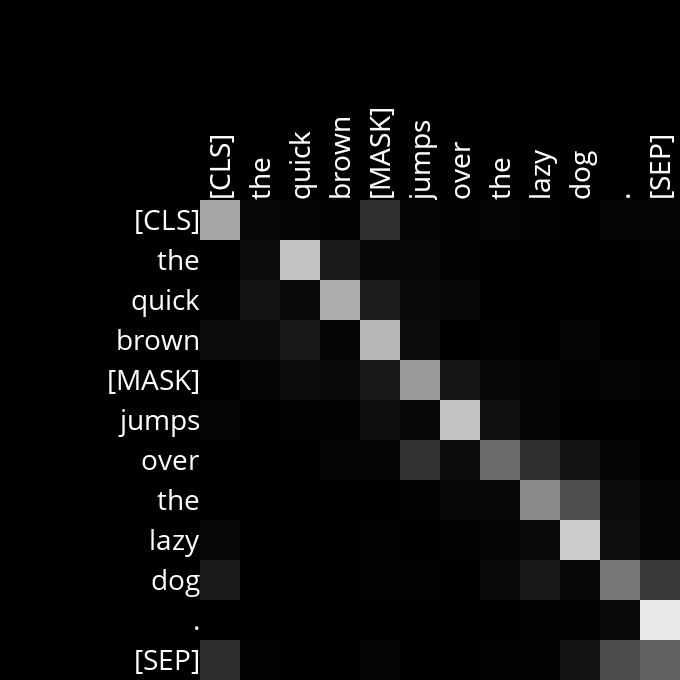 [CLS] the quick brown [MASK] jumps over the lazy dog . [SEP]
[CLS]
the
quick
brown
[MASK]
jumps
over
the
lazy
dog
.
[SEP]